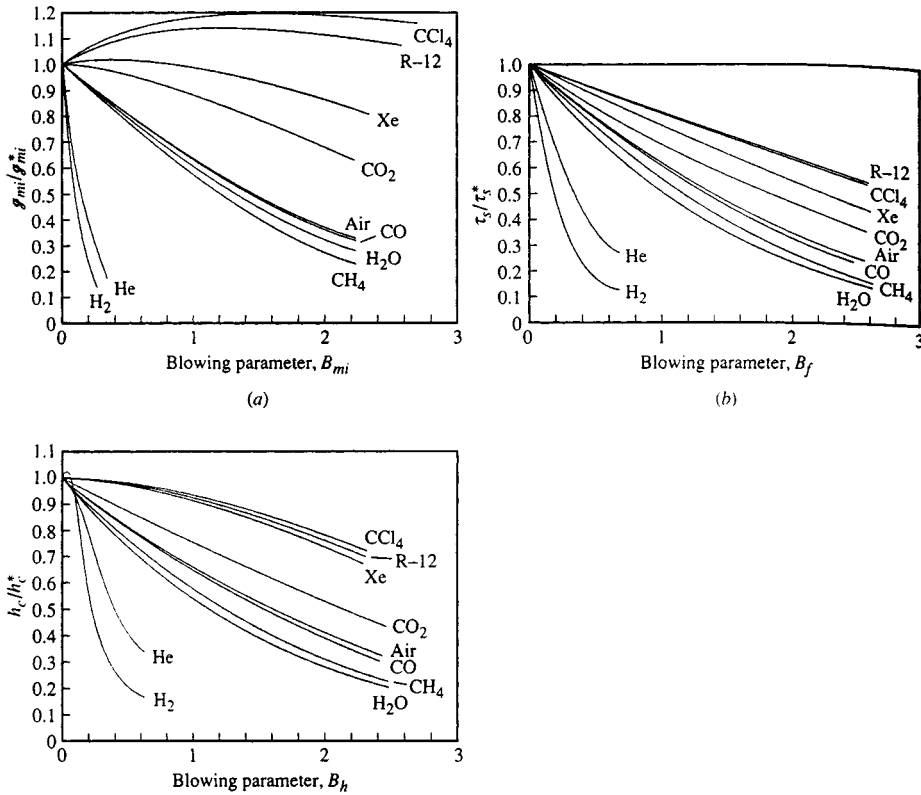 1.2
1.1
1.0
0.9
0.8
0.7
0.6
0.5
0.4
0.3
0.2
0.1
0
g_mi/g*_mi
CCl₄
R–12
Xe
CO₂
Air
CO
H₂O
CH₄
He
H₂
0 1 2 3
Blowing parameter, B_mi
(a)
1.0
0.9
0.8
0.7
0.6
0.5
0.4
0.3
0.2
0.1
0
τ_s/τ*_s
R–12
CCl₄
Xe
CO₂
Air
CO
CH₄
H₂O
He
H₂
0 1 2 3
Blowing parameter, B_f
(b)
1.1
1.0
0.9
0.8
0.7
0.6
0.5
0.4
0.3
0.2
0.1
0
h_c/h*_c
CCl₄
R–12
Xe
CO₂
Air
CO
CH₄
H₂O
He
H₂
0 1 2 3
Blowing parameter, B_h